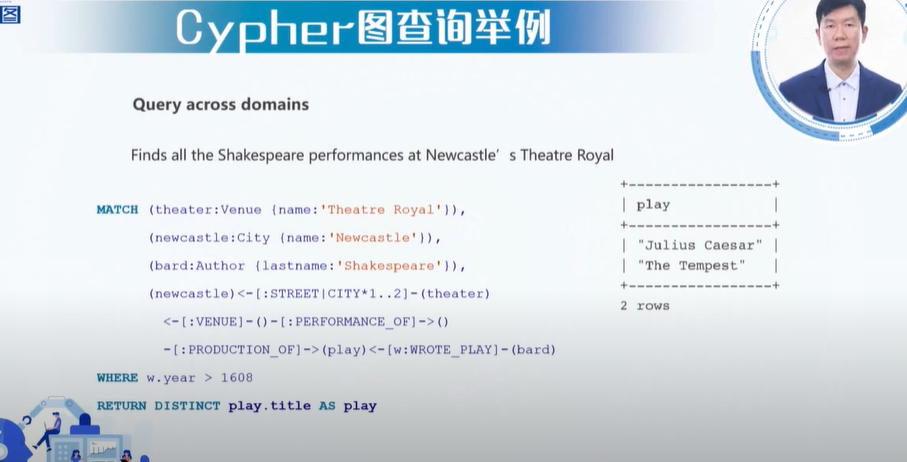 图
Cypher图查询举例
Query across domains
Finds all the Shakespeare performances at Newcastle’s Theatre Royal
MATCH (theater:Venue {name:'Theatre Royal'}),
(newcastle:City {name:'Newcastle'}),
(bard:Author {lastname:'Shakespeare'}),
(newcastle)<-[:STREET|CITY*1..2]-(theater)
<-[:VENUE]-()-[:PERFORMANCE_OF]->()
-[:PRODUCTION_OF]->(play)<-[w:WROTE_PLAY]-(bard)
WHERE w.year > 1608
RETURN DISTINCT play.title AS play
+-----------------+
| play            |
+-----------------+
| "Julius Caesar" |
| "The Tempest"   |
+-----------------+
2 rows